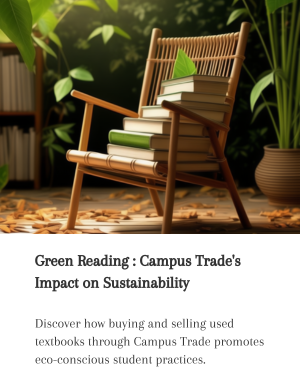 Green Reading : Campus Trade's
Impact on Sustainability
Discover how buying and selling used
textbooks through Campus Trade promotes
eco-conscious student practices.